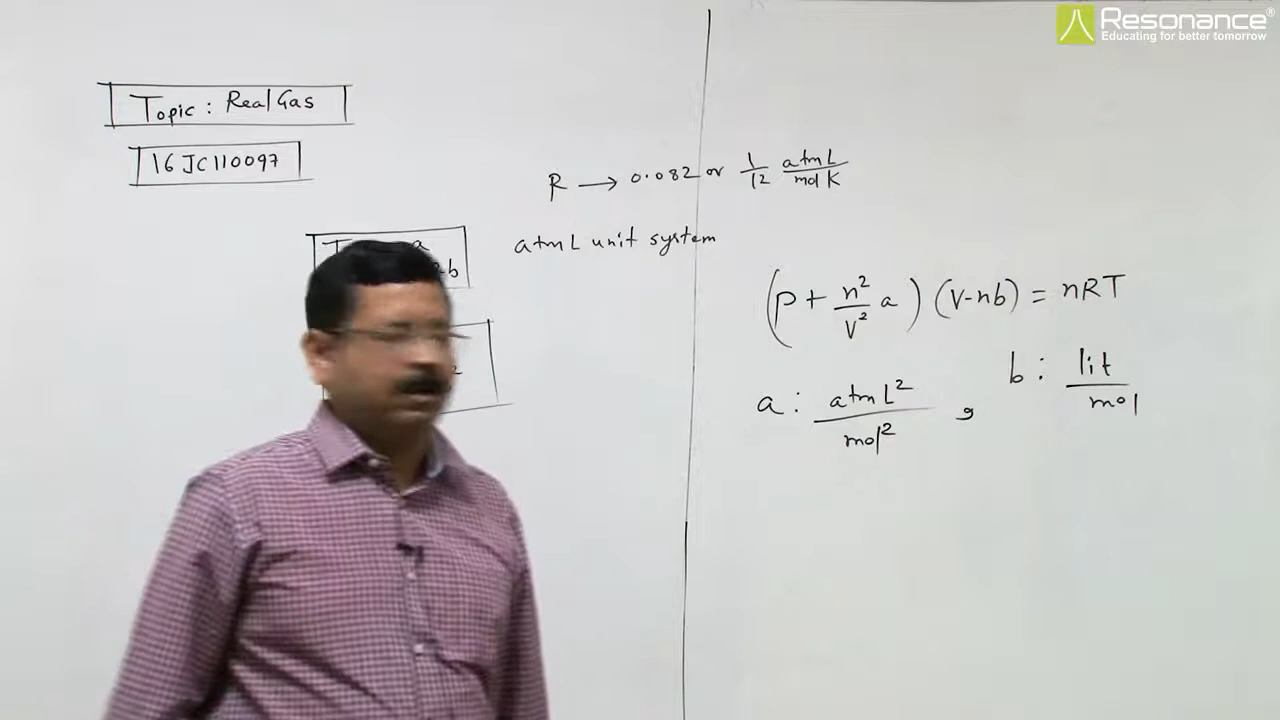 Resonance®
Educating for better tomorrow
Topic : Real Gas
16JC110097
R → 0.082 or 1/12 atm L / mol K
atm L unit system
(P + n²/V² a) (V-nb) = nRT
a : atm L² / mol² , b : lit / mol